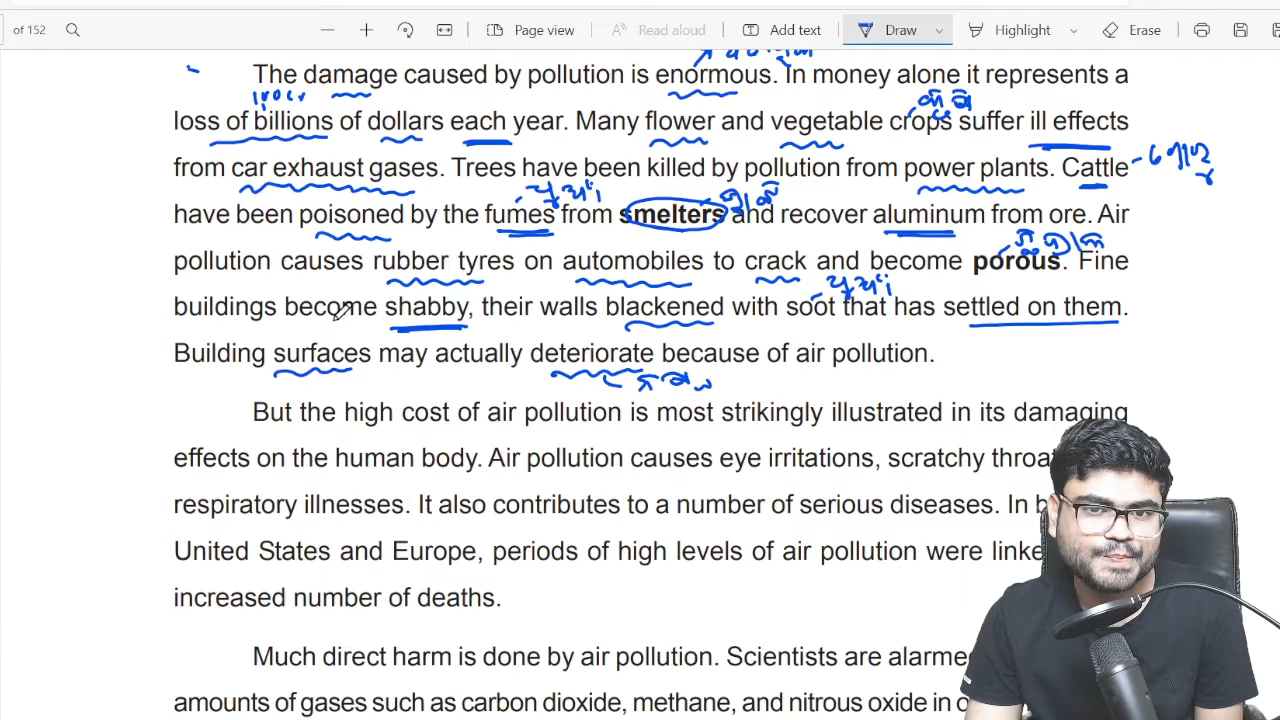 of 152 Page view Read aloud Add text Draw Highlight Erase
The damage caused by pollution is enormous. In money alone it represents a
loss of billions of dollars each year. Many flower and vegetable crops suffer ill effects
from car exhaust gases. Trees have been killed by pollution from power plants. Cattle
have been poisoned by the fumes from smelters and recover aluminum from ore. Air
pollution causes rubber tyres on automobiles to crack and become porous. Fine
buildings become shabby, their walls blackened with soot that has settled on them.
Building surfaces may actually deteriorate because of air pollution.
But the high cost of air pollution is most strikingly illustrated in its damaging
effects on the human body. Air pollution causes eye irritations, scratchy
respiratory illnesses. It also contributes to a number of serious diseases. In
United States and Europe, periods of high levels of air pollution were
increased number of deaths.
Much direct harm is done by air pollution. Scientists are
amounts of gases such as carbon dioxide, methane, and nitrous oxide in